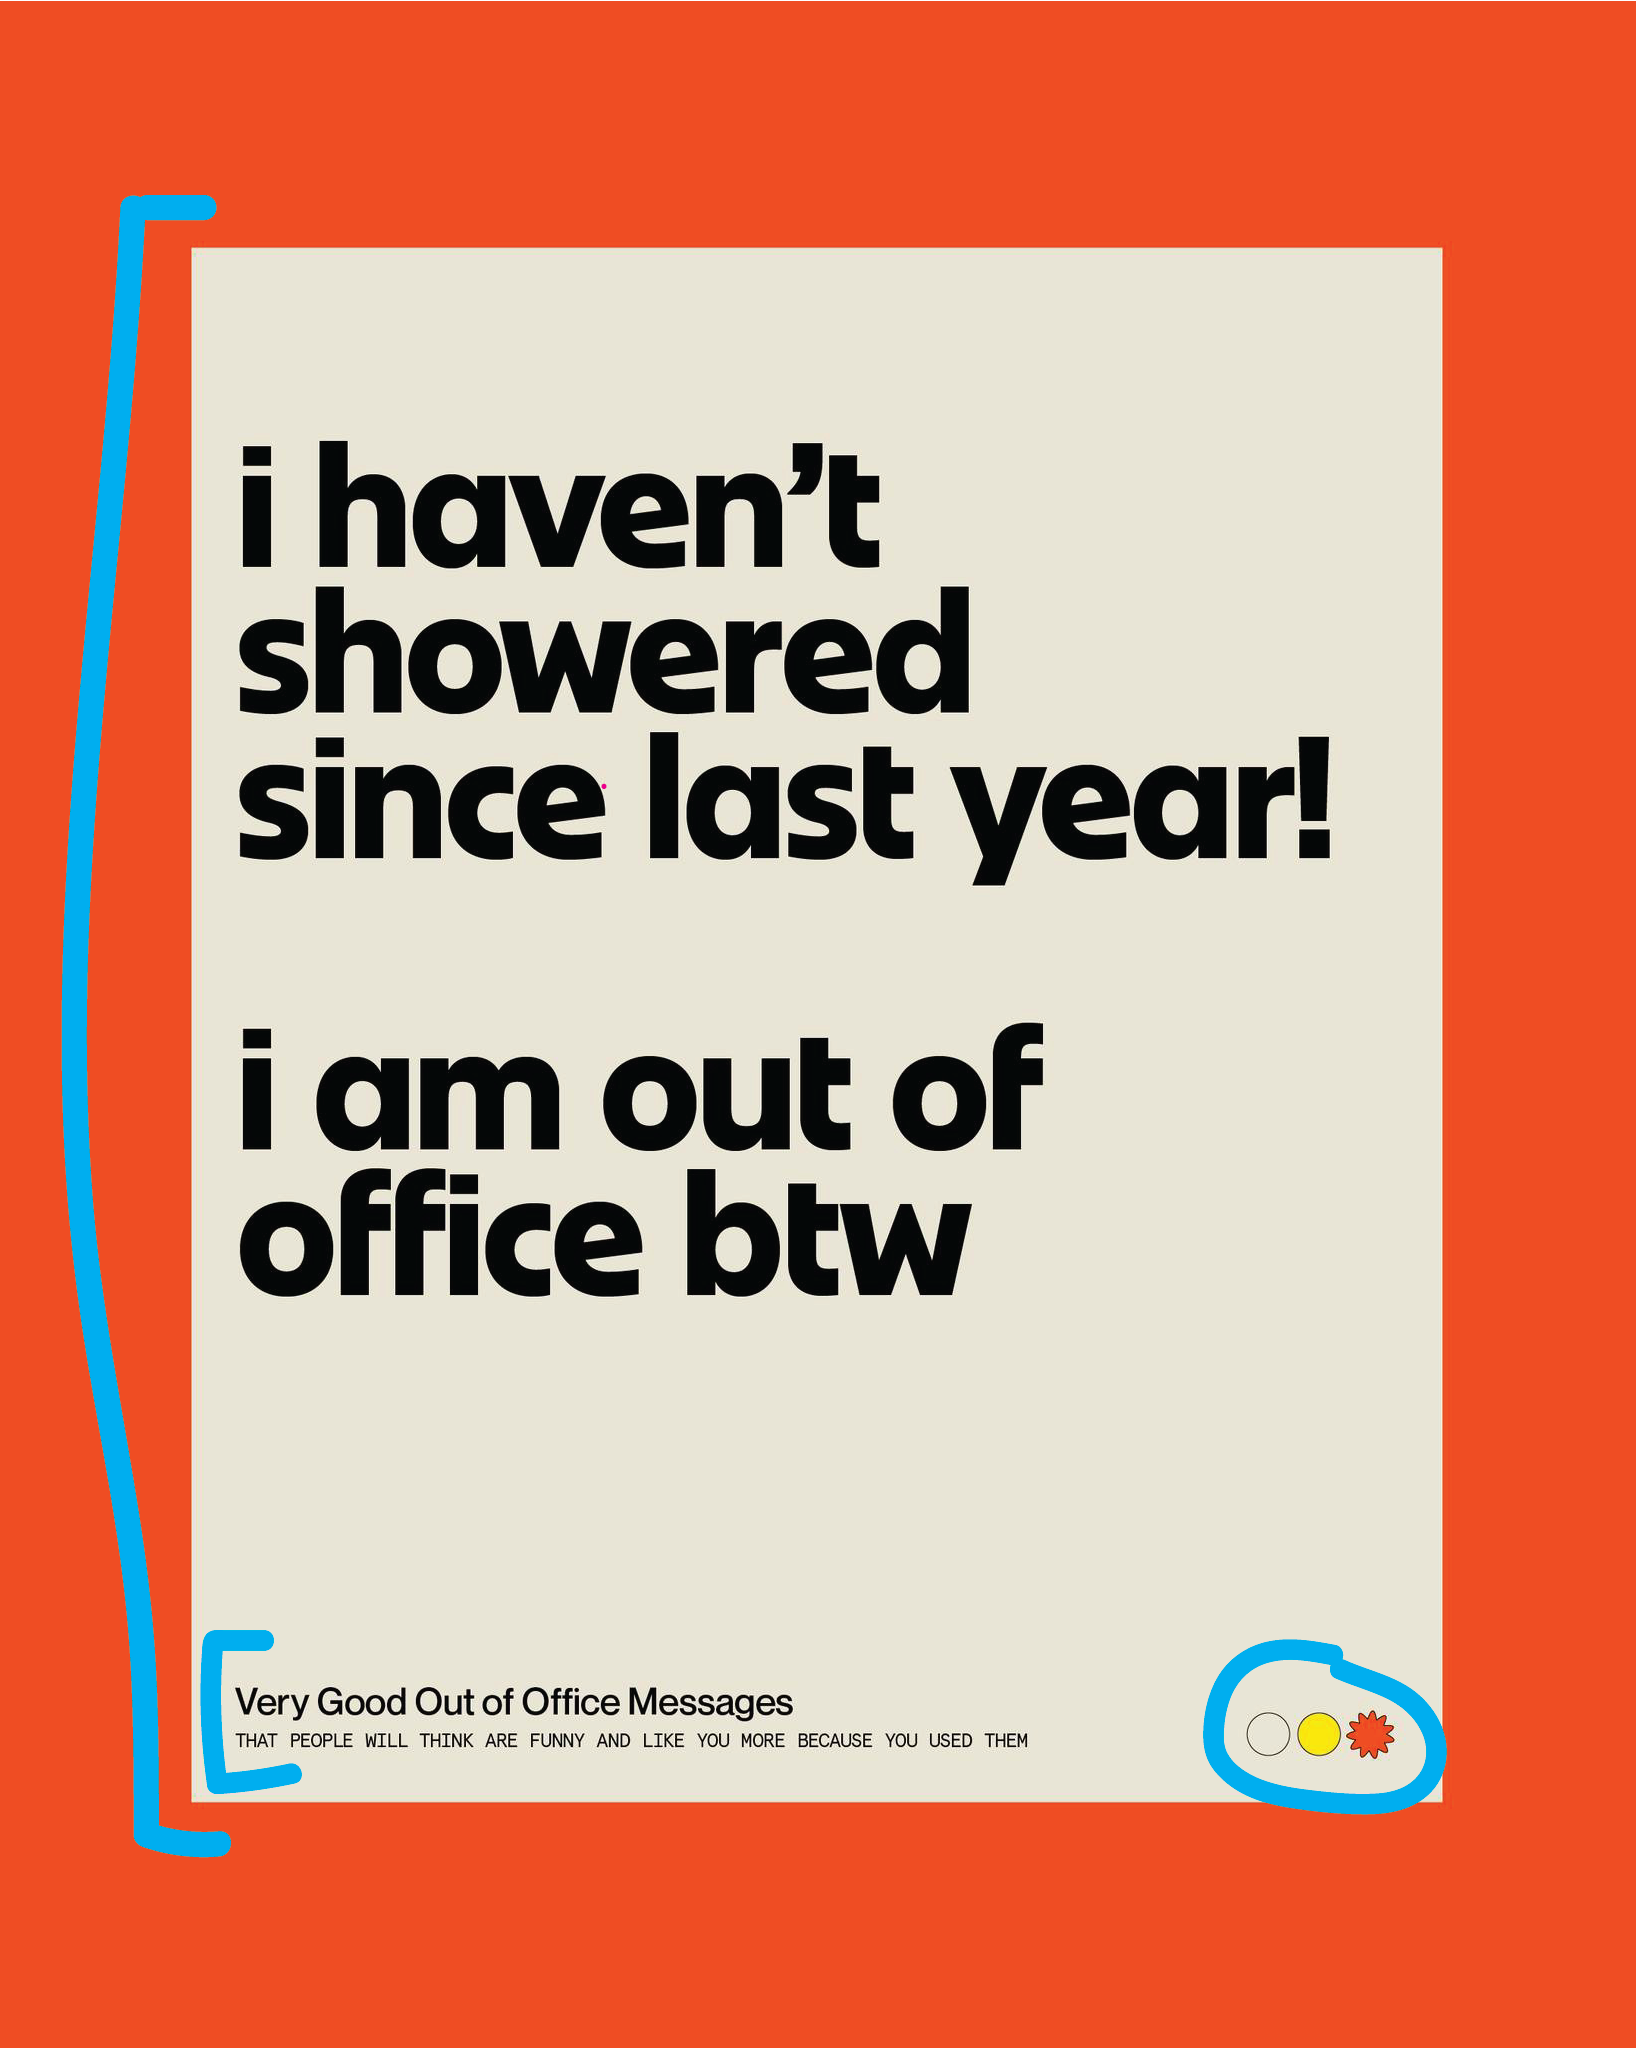 i haven’t
showered
since last year!
i am out of
office btw
Very Good Out of Office Messages
THAT PEOPLE WILL THINK ARE FUNNY AND LIKE YOU MORE BECAUSE YOU USED THEM